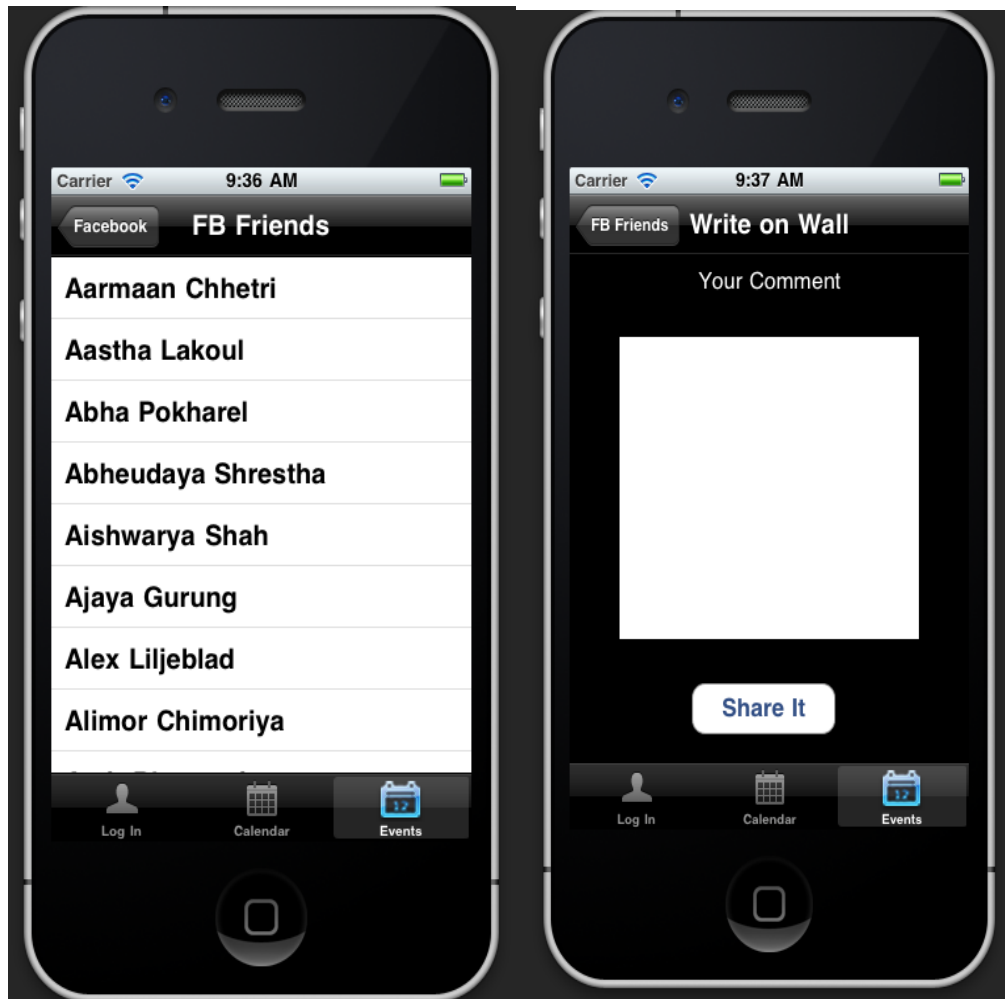 Carrier 9:36 AM
Facebook FB Friends
Aarmaan Chhetri
Aastha Lakoul
Abha Pokharel
Abheudaya Shrestha
Aishwarya Shah
Ajaya Gurung
Alex Liljeblad
Alimor Chimoriya
Log In Calendar Events
Carrier 9:37 AM
FB Friends Write on Wall
Your Comment
Share It
Log In Calendar Events